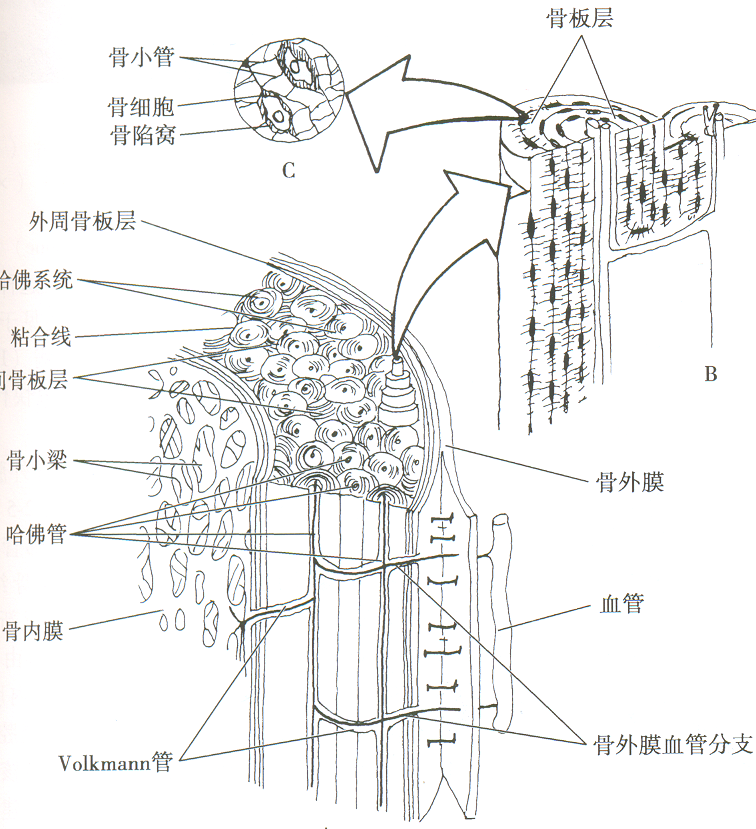 骨板层
骨小管
骨细胞
骨陷窝
C
外周骨板层
哈佛系统
粘合线
间骨板层
B
骨小梁
骨外膜
哈佛管
血管
骨内膜
骨外膜血管分支
Volkmann管